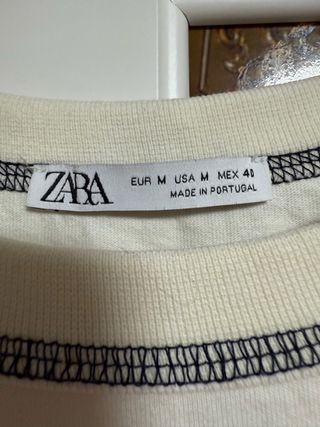 ZARA
EUR M USA M MEX 40
MADE IN PORTUGAL